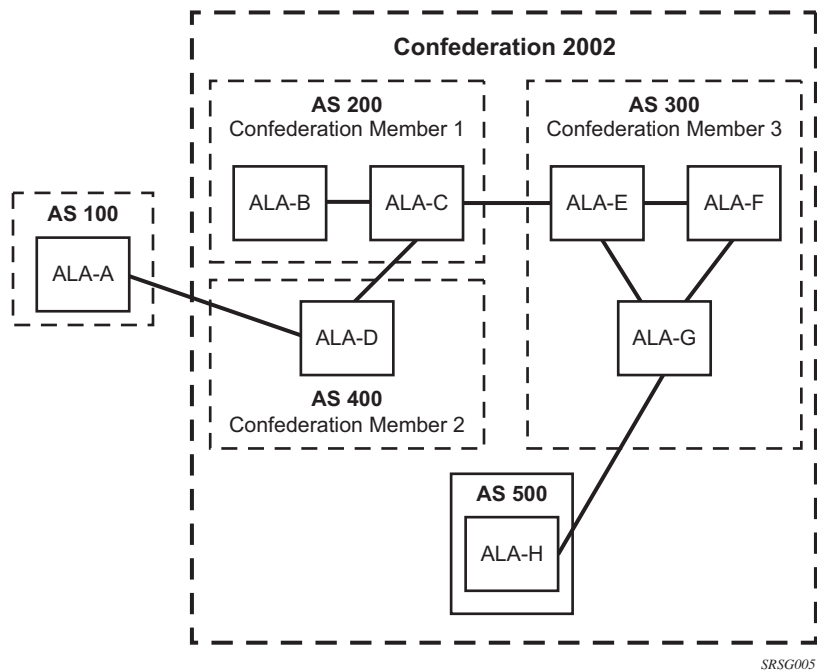 Confederation 2002
AS 200
Confederation Member 1
AS 300
Confederation Member 3
ALA-B
ALA-C
ALA-E
ALA-F
AS 100
ALA-A
ALA-D
ALA-G
AS 400
Confederation Member 2
AS 500
ALA-H
SRSG005